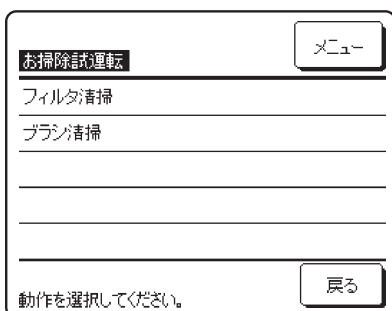 メニュー
お掃除試運転
フィルタ清掃
ブラシ清掃
戻る
動作を選択してください。